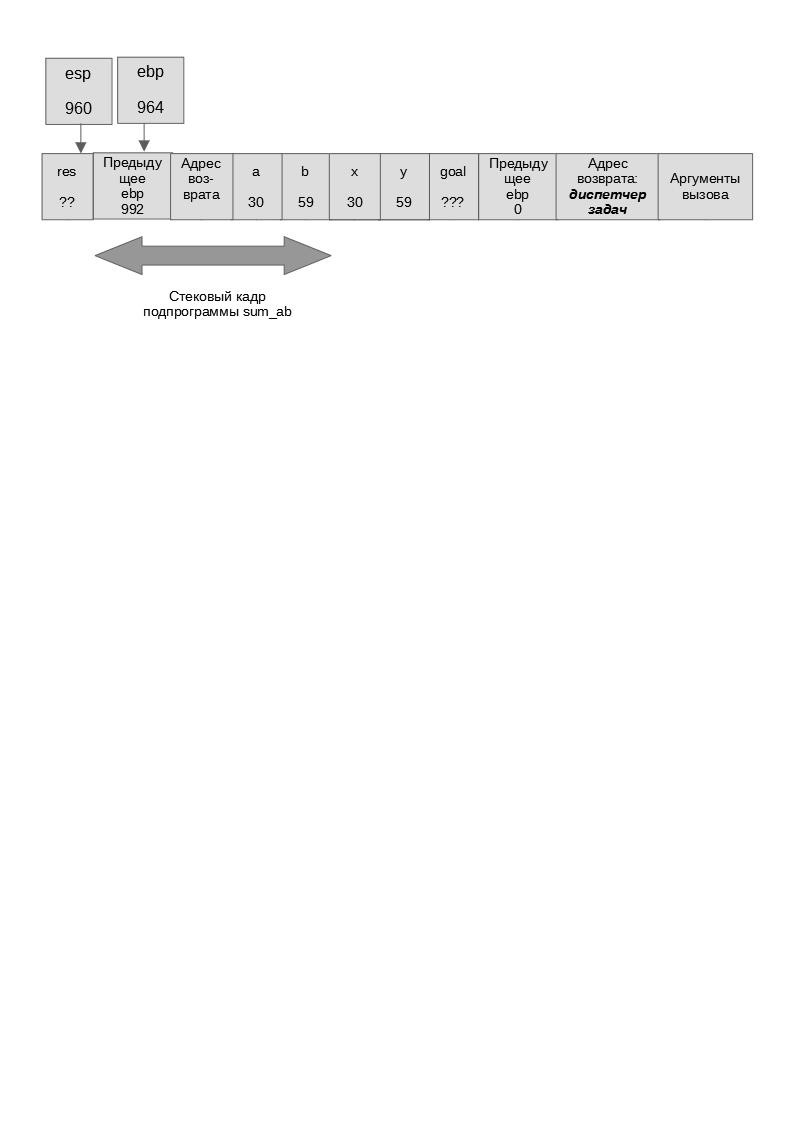 esp
960
ebp
964
res
??
Предыду
щее
ebp
992
Адрес
воз-
врата
a
30
b
59
x
30
y
59
goal
???
Предыду
щее
ebp
0
Адрес
возврата:
диспетчер
задач
Аргументы
вызова
Стековый кадр
подпрограммы sum_ab